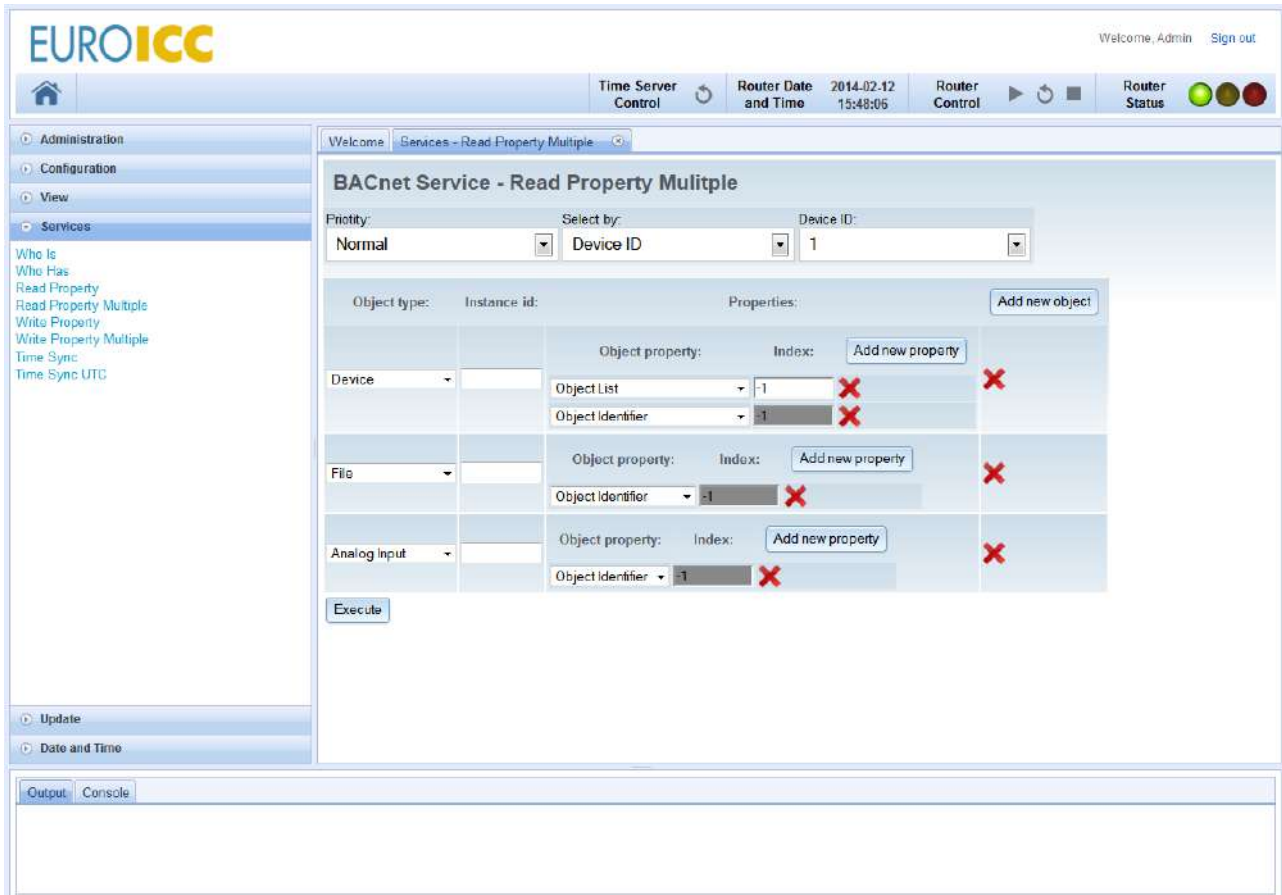 EUROICC
Welcome, Admin Sign out
Time Server Control
Router Date and Time
2014-02-12
15:48:06
Router Control
Router Status
Administration
Configuration
View
Services
Who Is
Who Has
Read Property
Read Property Multiple
Write Property
Write Property Multiple
Time Sync
Time Sync UTC
Update
Date and Time
Welcome Services - Read Property Multiple
BACnet Service - Read Property Mulitple
Priotity: Select by: Device ID:
Normal Device ID 1
Object type: Instance id: Properties: Add new object
Object property: Index: Add new property
Device
Object List -1
Object Identifier -1
Object property: Index: Add new property
File
Object Identifier -1
Object property: Index: Add new property
Analog Input
Object Identifier -1
Execute
Output Console